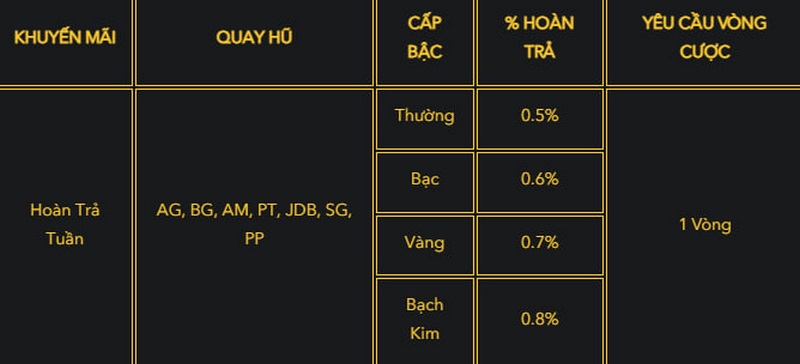 KHUYẾN MÃI
QUAY HŨ
CẤP
BẬC
% HOÀN
TRẢ
YÊU CẦU VÒNG
CƯỢC
Hoàn Trả
Tuần
AG, BG, AM, PT, JDB, SG,
PP
Thường
0.5%
Bạc
0.6%
Vàng
0.7%
Bạch
Kim
0.8%
1 Vòng